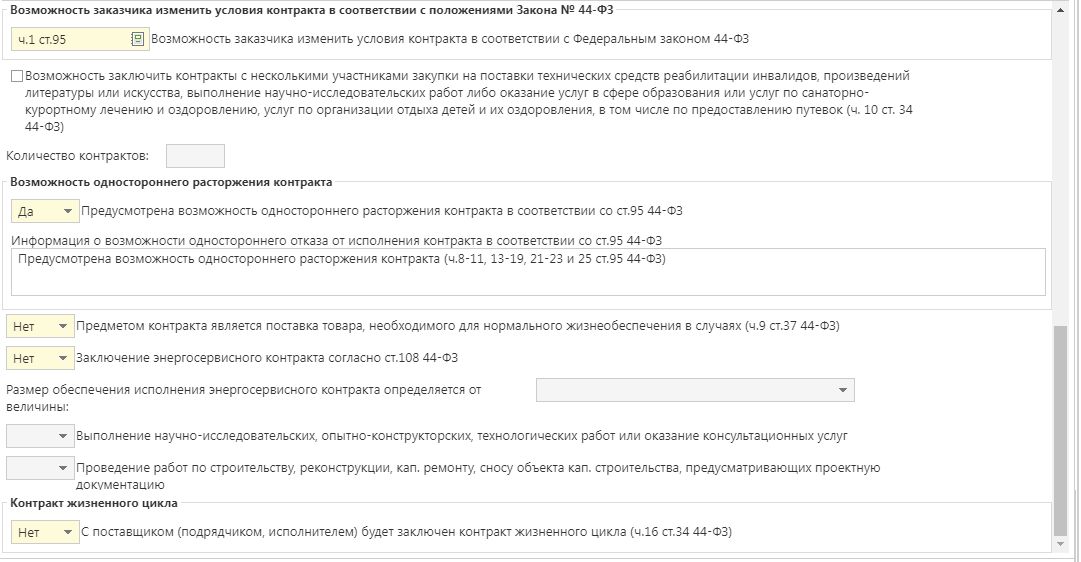 Возможность заказчика изменить условия контракта в соответствии с положениями Закона № 44-ФЗ
ч.1 ст.95 Возможность заказчика изменить условия контракта в соответствии с Федеральным законом 44-ФЗ
Возможность заключить контракты с несколькими участниками закупки на поставки технических средств реабилитации инвалидов, произведений
литературы или искусства, выполнение научно-исследовательских работ либо оказание услуг в сфере образования или услуг по санаторно-
курортному лечению и оздоровлению, услуг по организации отдыха детей и их оздоровления, в том числе по предоставлению путевок (ч. 10 ст. 34
44-ФЗ)
Количество контрактов:
Возможность одностороннего расторжения контракта
Да Предусмотрена возможность одностороннего расторжения контракта в соответствии со ст.95 44-ФЗ
Информация о возможности одностороннего отказа от исполнения контракта в соответствии со ст.95 44-ФЗ
Предусмотрена возможность одностороннего расторжения контракта (ч.8-11, 13-19, 21-23 и 25 ст.95 44-ФЗ)
Нет Предметом контракта является поставка товара, необходимого для нормального жизнеобеспечения в случаях (ч.9 ст.37 44-ФЗ)
Нет Заключение энергосервисного контракта согласно ст.108 44-ФЗ
Размер обеспечения исполнения энергосервисного контракта определяется от
величины:
Выполнение научно-исследовательских, опытно-конструкторских, технологических работ или оказание консультационных услуг
Проведение работ по строительству, реконструкции, кап. ремонту, сносу объекта кап. строительства, предусматривающих проектную
документацию
Контракт жизненного цикла
Нет С поставщиком (подрядчиком, исполнителем) будет заключен контракт жизненного цикла (ч.16 ст.34 44-ФЗ)